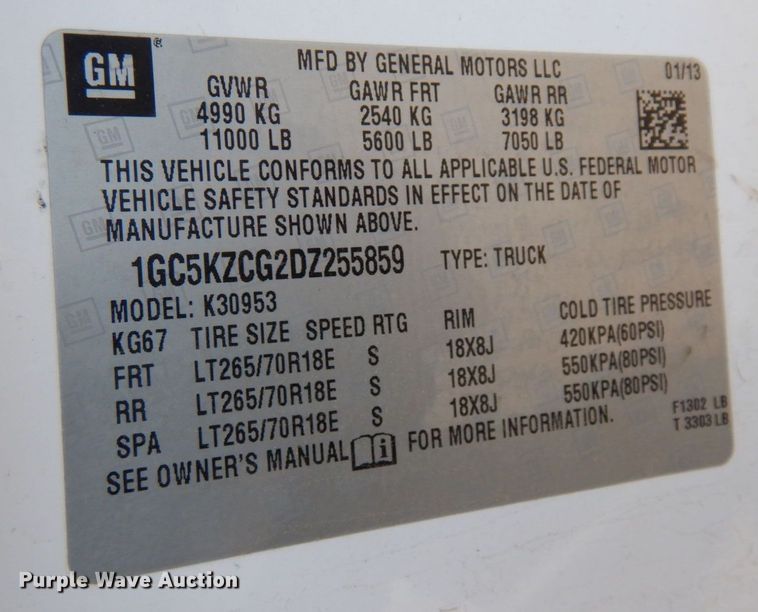 GM
MFD BY GENERAL MOTORS LLC 01/13
GVWR GAWR FRT GAWR RR
4990 KG 2540 KG 3198 KG
11000 LB 5600 LB 7050 LB
THIS VEHICLE CONFORMS TO ALL APPLICABLE U.S. FEDERAL MOTOR
VEHICLE SAFETY STANDARDS IN EFFECT ON THE DATE OF
MANUFACTURE SHOWN ABOVE.
1GC5KZCG2DZ255859 TYPE: TRUCK
MODEL: K30953
KG67 TIRE SIZE SPEED RTG RIM COLD TIRE PRESSURE
FRT LT265/70R18E S 18X8J 420KPA(60PSI)
RR LT265/70R18E S 18X8J 550KPA(80PSI)
SPA LT265/70R18E S 18X8J 550KPA(80PSI)
SEE OWNER'S MANUAL i FOR MORE INFORMATION.
F1302 LB
T 3303 LB
Purple Wave Auction